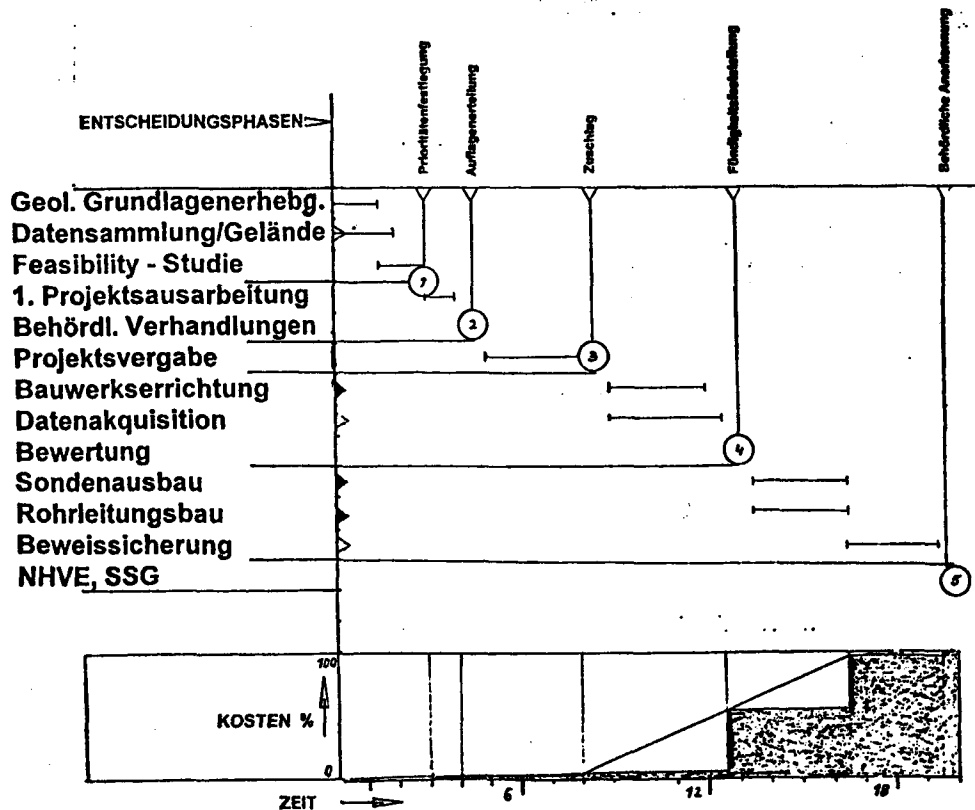 Prioritätenfestlegung
Auflagenerteilung
Zuschlag
Fündigkeitsfeststellung
Behördliche Anerkennung
ENTSCHEIDUNGSPHASEN
Geol. Grundlagenerhebg.
Datensammlung/Gelände
Feasibility - Studie
1
1. Projektsausarbeitung
Behördl. Verhandlungen
2
Projektsvergabe
3
Bauwerkserrichtung
Datenakquisition
Bewertung
4
Sondenausbau
Rohrleitungsbau
Beweissicherung
NHVE, SSG
5
100
KOSTEN %
0
ZEIT
6
12
18